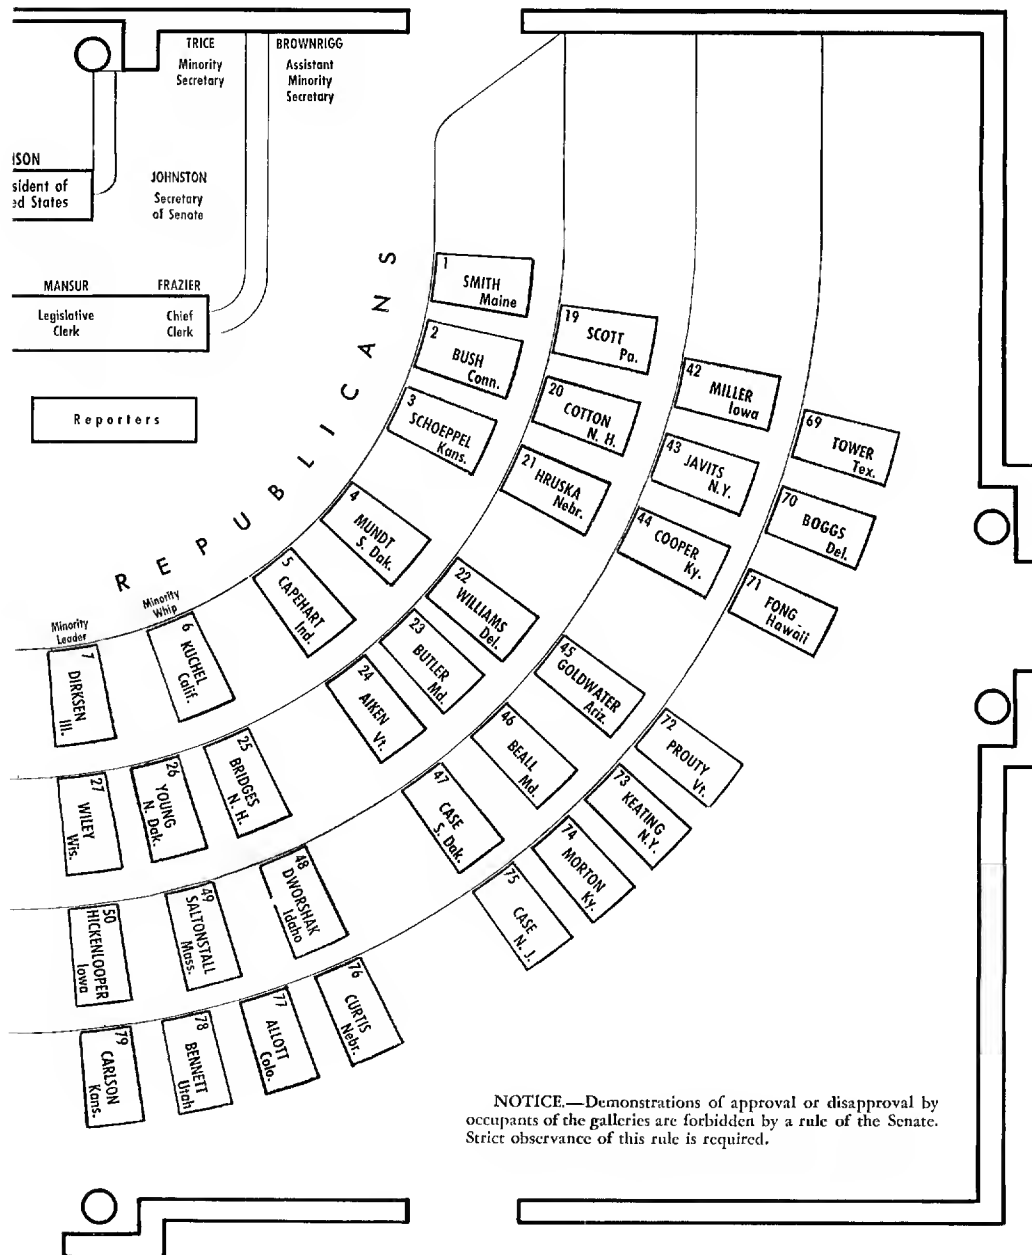 TRICE
Minority
Secretary
BROWNRIGG
Assistant
Minority
Secretary
ISON
sident of
ed States
JOHNSTON
Secretary
of Senate
MANSUR
Legislative
Clerk
FRAZIER
Chief
Clerk
Reporters
REPUBLICANS
Minority
Leader
Minority
Whip
1
SMITH
Maine
2
BUSH
Conn.
3
SCHOEPPEL
Kans.
4
MUNDT
S. Dak.
5
CAPEHART
Ind.
6
KUCHEL
Calif.
7
DIRKSEN
Ill.
19
SCOTT
Pa.
20
COTTON
N. H.
21
HRUSKA
Nebr.
22
WILLIAMS
Del.
23
BUTLER
Md.
24
AIKEN
Vt.
25
BRIDGES
N. H.
26
YOUNG
N. Dak.
27
WILEY
Wis.
42
MILLER
Iowa
43
JAVITS
N.Y.
44
COOPER
Ky.
45
GOLDWATER
Ariz.
46
BEALL
Md.
47
CASE
S. Dak.
48
DWORSHAK
Idaho
49
SALTONSTALL
Mass.
50
HICKENLOOPER
Iowa
69
TOWER
Tex.
70
BOGGS
Del.
71
FONG
Hawaii
72
PROUTY
Vt.
73
KEATING
N.Y.
74
MORTON
Ky.
75
CASE
N. J.
76
CURTIS
Nebr.
77
ALLOTT
Colo.
78
BENNETT
Utah
79
CARLSON
Kans.
NOTICE.—Demonstrations of approval or disapproval by
occupants of the galleries are forbidden by a rule of the Senate.
Strict observance of this rule is required.